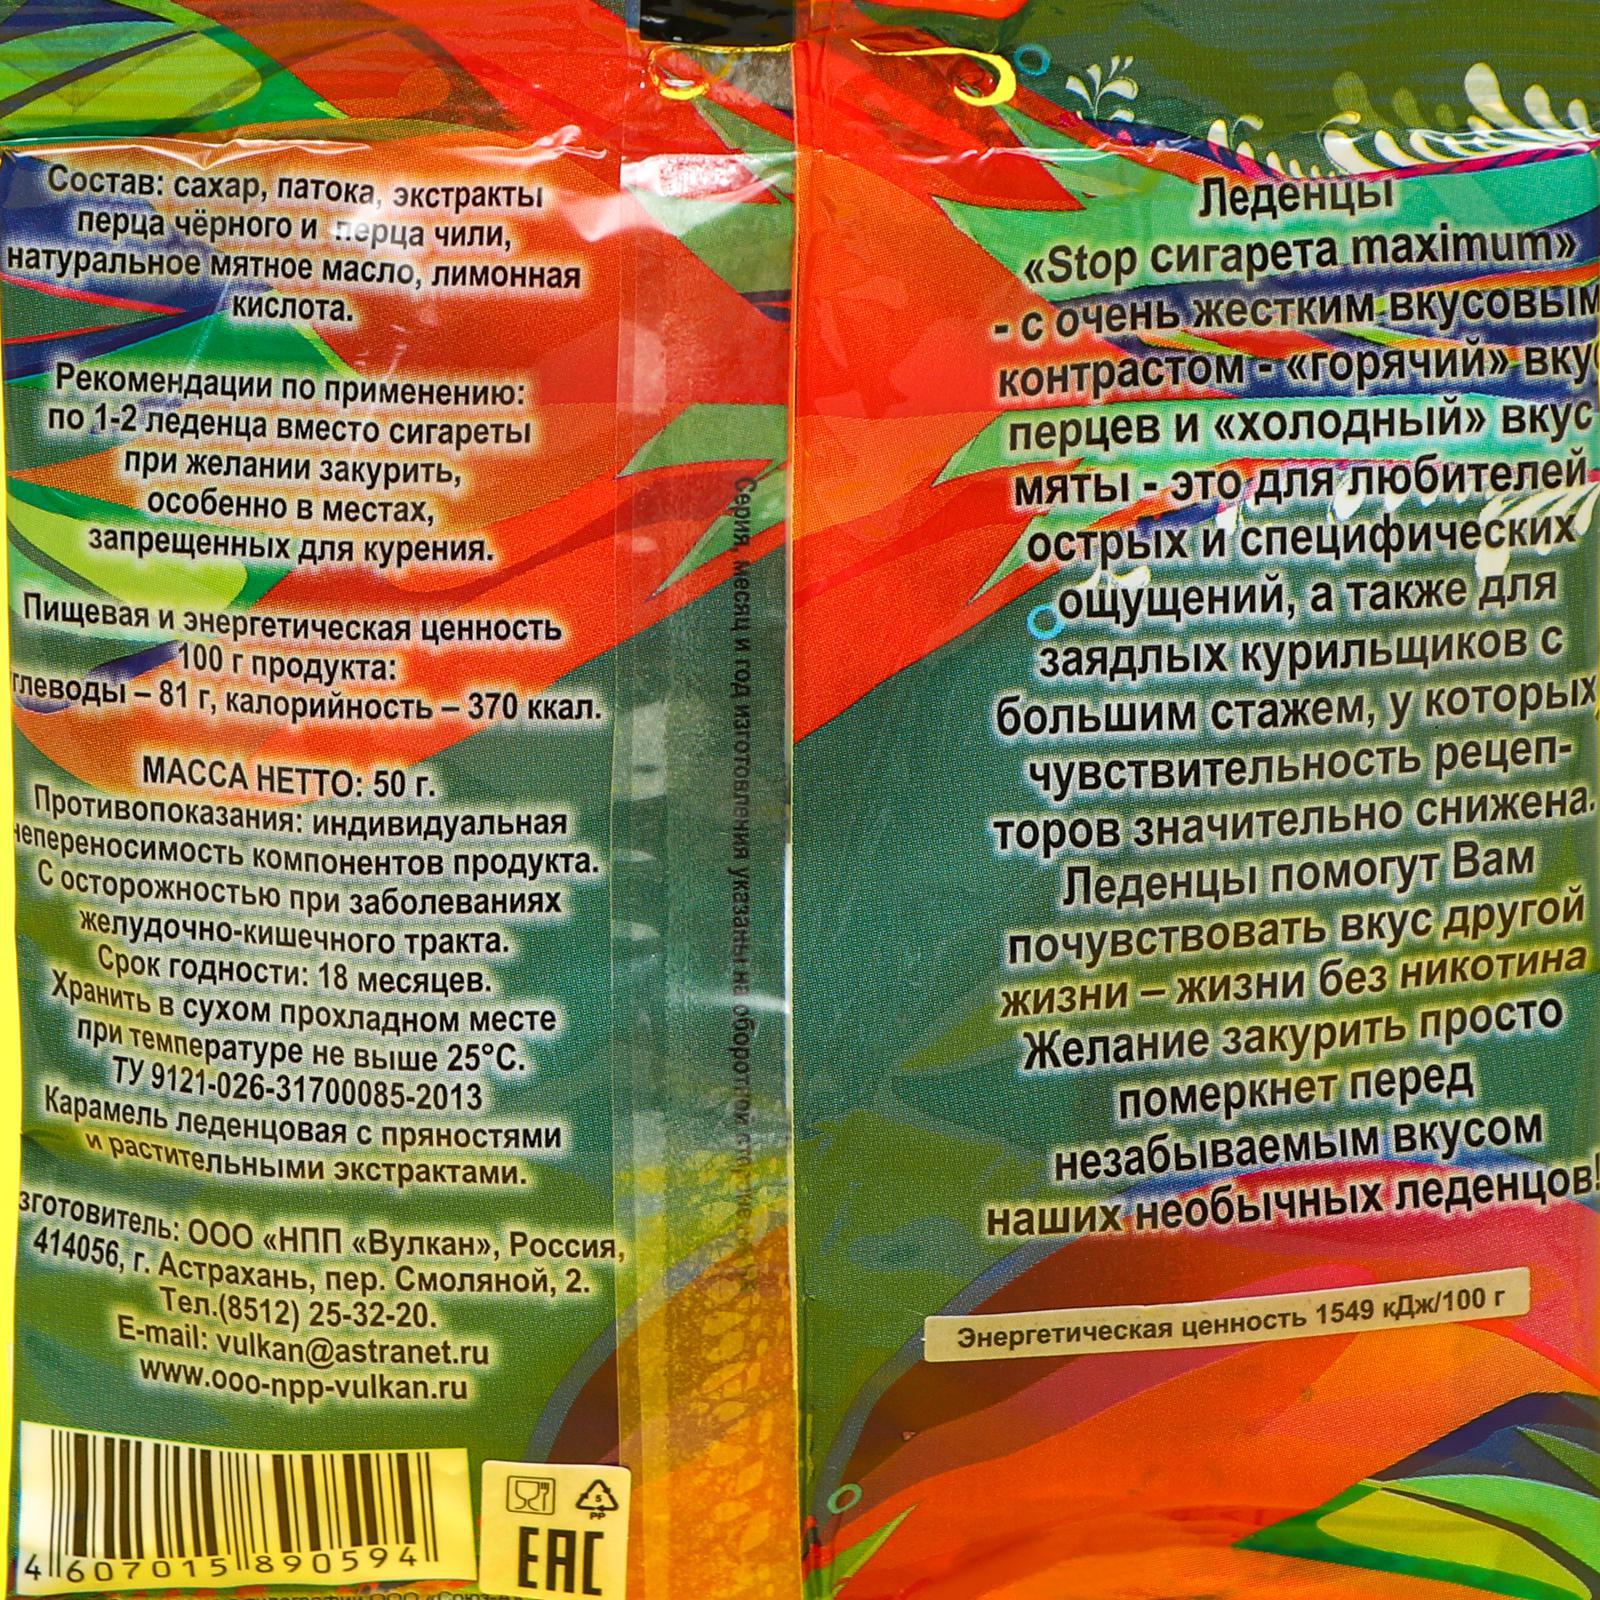 Состав: сахар, патока, экстракты
перца чёрного и перца чили,
натуральное мятное масло, лимонная
кислота.
Рекомендации по применению:
по 1-2 леденца вместо сигареты
при желании закурить,
особенно в местах,
запрещенных для курения.
Пищевая и энергетическая ценность
100 г продукта:
глеводы – 81 г, калорийность – 370 ккал.
МАССА НЕТТО: 50 г.
Противопоказания: индивидуальная
непереносимость компонентов продукта.
С осторожностью при заболеваниях
желудочно-кишечного тракта.
Срок годности: 18 месяцев.
Хранить в сухом прохладном месте
при температуре не выше 25°С.
ТУ 9121-026-31700085-2013
Карамель леденцовая с пряностями
и растительными экстрактами.
зготовитель: ООО «НПП «Вулкан», Россия,
414056, г. Астрахань, пер. Смоляной, 2.
Тел.(8512) 25-32-20.
E-mail: vulkan@astranet.ru
www.ooo-npp-vulkan.ru
4 607015 890594
5
PP
EAC
Серия, месяц и год изготовления указаны на оборотной стороне
Леденцы
«Stop сигарета maximum»
- с очень жестким вкусовым
контрастом - «горячий» вкус
перцев и «холодный» вкус
мяты - это для любителей
острых и специфических
ощущений, а также для
заядлых курильщиков с
большим стажем, у которых
чувствительность рецеп-
торов значительно снижена.
Леденцы помогут Вам
почувствовать вкус другой
жизни – жизни без никотина
Желание закурить просто
померкнет перед
незабываемым вкусом
наших необычных леденцов!
Энергетическая ценность 1549 кДж/100 г